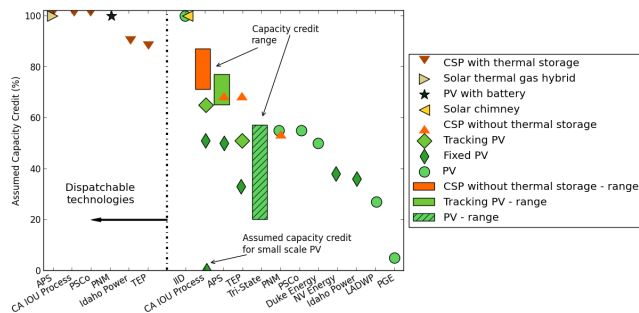 100
80
60
40
20
0
Assumed Capacity Credit (%)
Capacity credit
range
Dispatchable
technologies
Assumed capacity credit
for small scale PV
APS
CA IOU Process
PSCo
PNM
Idaho Power
TEP
IID
CA IOU Process
APS
TEP
Tri-State
PNM
PSCo
Duke Energy
NV Energy
Idaho Power
LADWP
PGE
CSP with thermal storage
Solar thermal gas hybrid
PV with battery
Solar chimney
CSP without thermal storage
Tracking PV
Fixed PV
PV
CSP without thermal storage - range
Tracking PV - range
PV - range